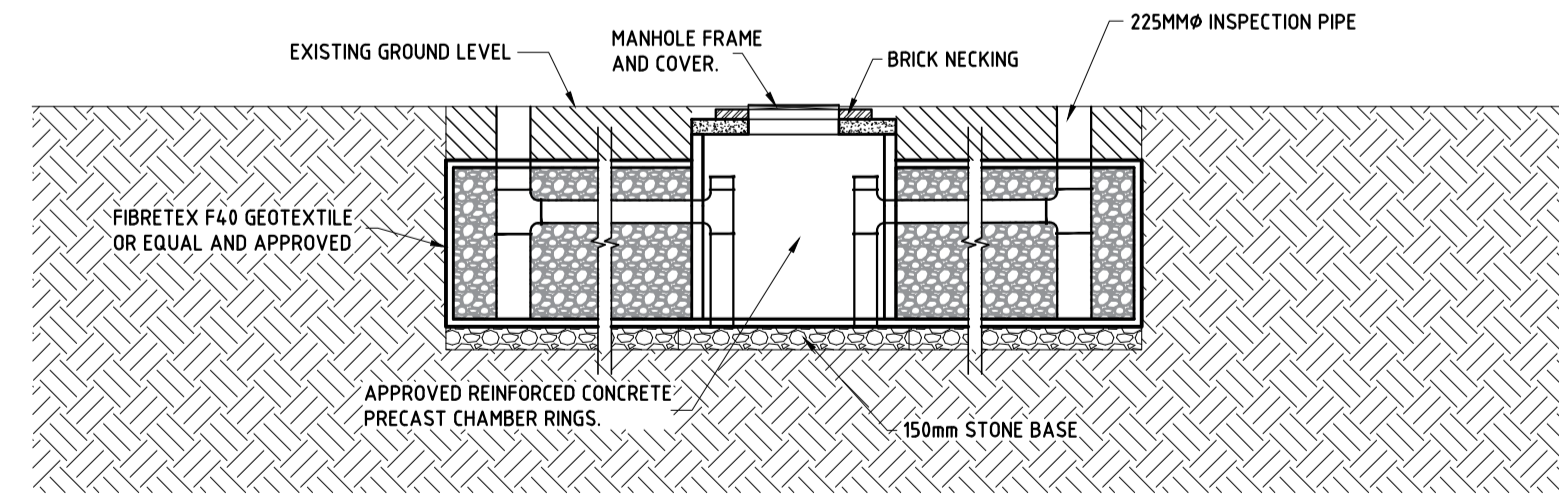 225MMØ INSPECTION PIPE
EXISTING GROUND LEVEL
MANHOLE FRAME
AND COVER.
BRICK NECKING
FIBRETEX F40 GEOTEXTILE
OR EQUAL AND APPROVED
APPROVED REINFORCED CONCRETE
PRECAST CHAMBER RINGS.
150mm STONE BASE